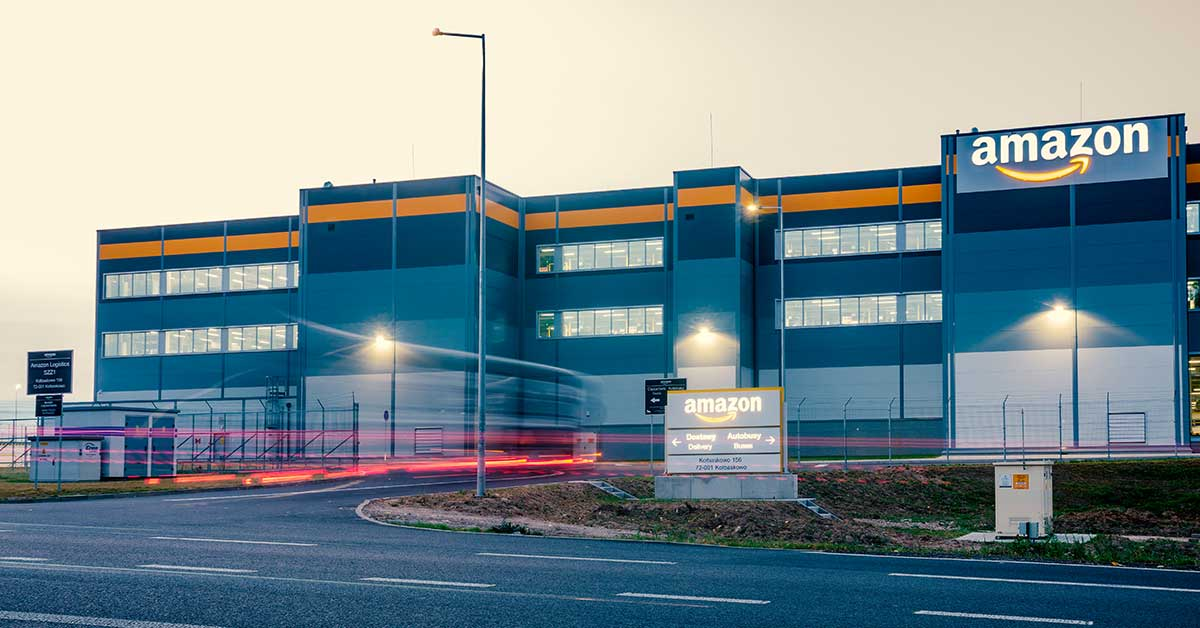 amazon
Amazon Logistics
SZZ1
Kołbaskowo 156
72-001 Kołbaskowo
amazon
← Dostawy
Delivery
Autobusy →
Buses
Kołbaskowo 156
72-001 Kołbaskowo